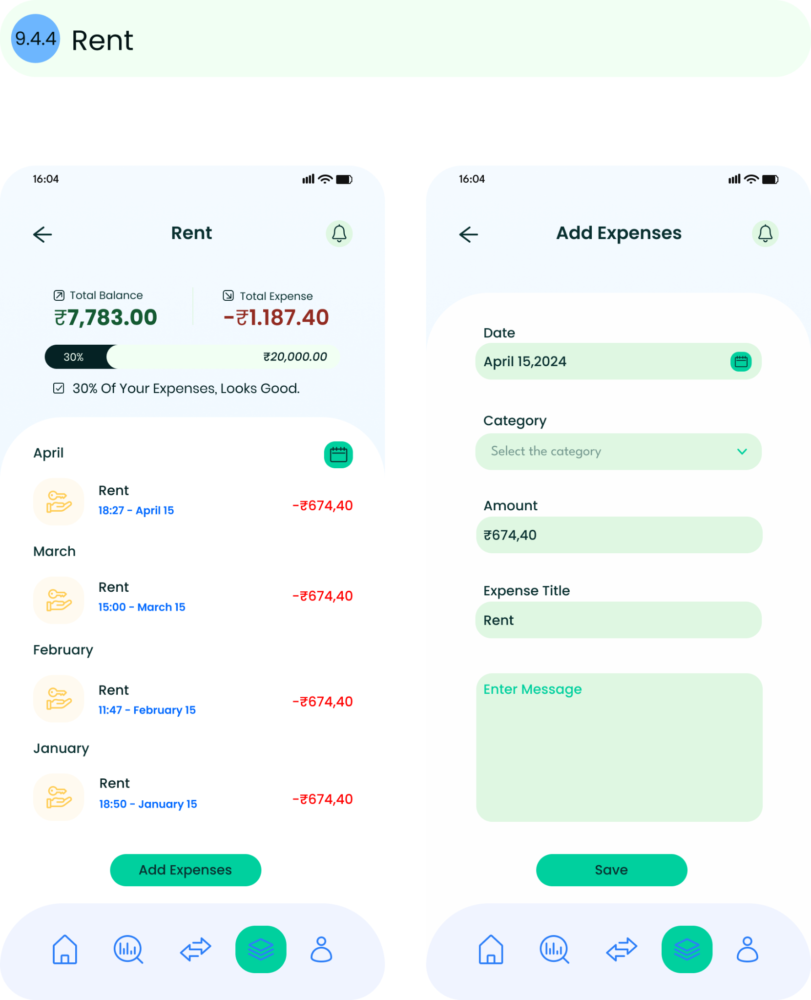 9.4.4 Rent
16:04
Rent
Total Balance
₹7,783.00
Total Expense
-₹1.187.40
30%
₹20,000.00
30% Of Your Expenses, Looks Good.
April
Rent
18:27 - April 15
-₹674,40
March
Rent
15:00 - March 15
-₹674,40
February
Rent
11:47 - February 15
-₹674,40
January
Rent
18:50 - January 15
-₹674,40
Add Expenses
16:04
Add Expenses
Date
April 15,2024
Category
Select the category
Amount
₹674,40
Expense Title
Rent
Enter Message
Save